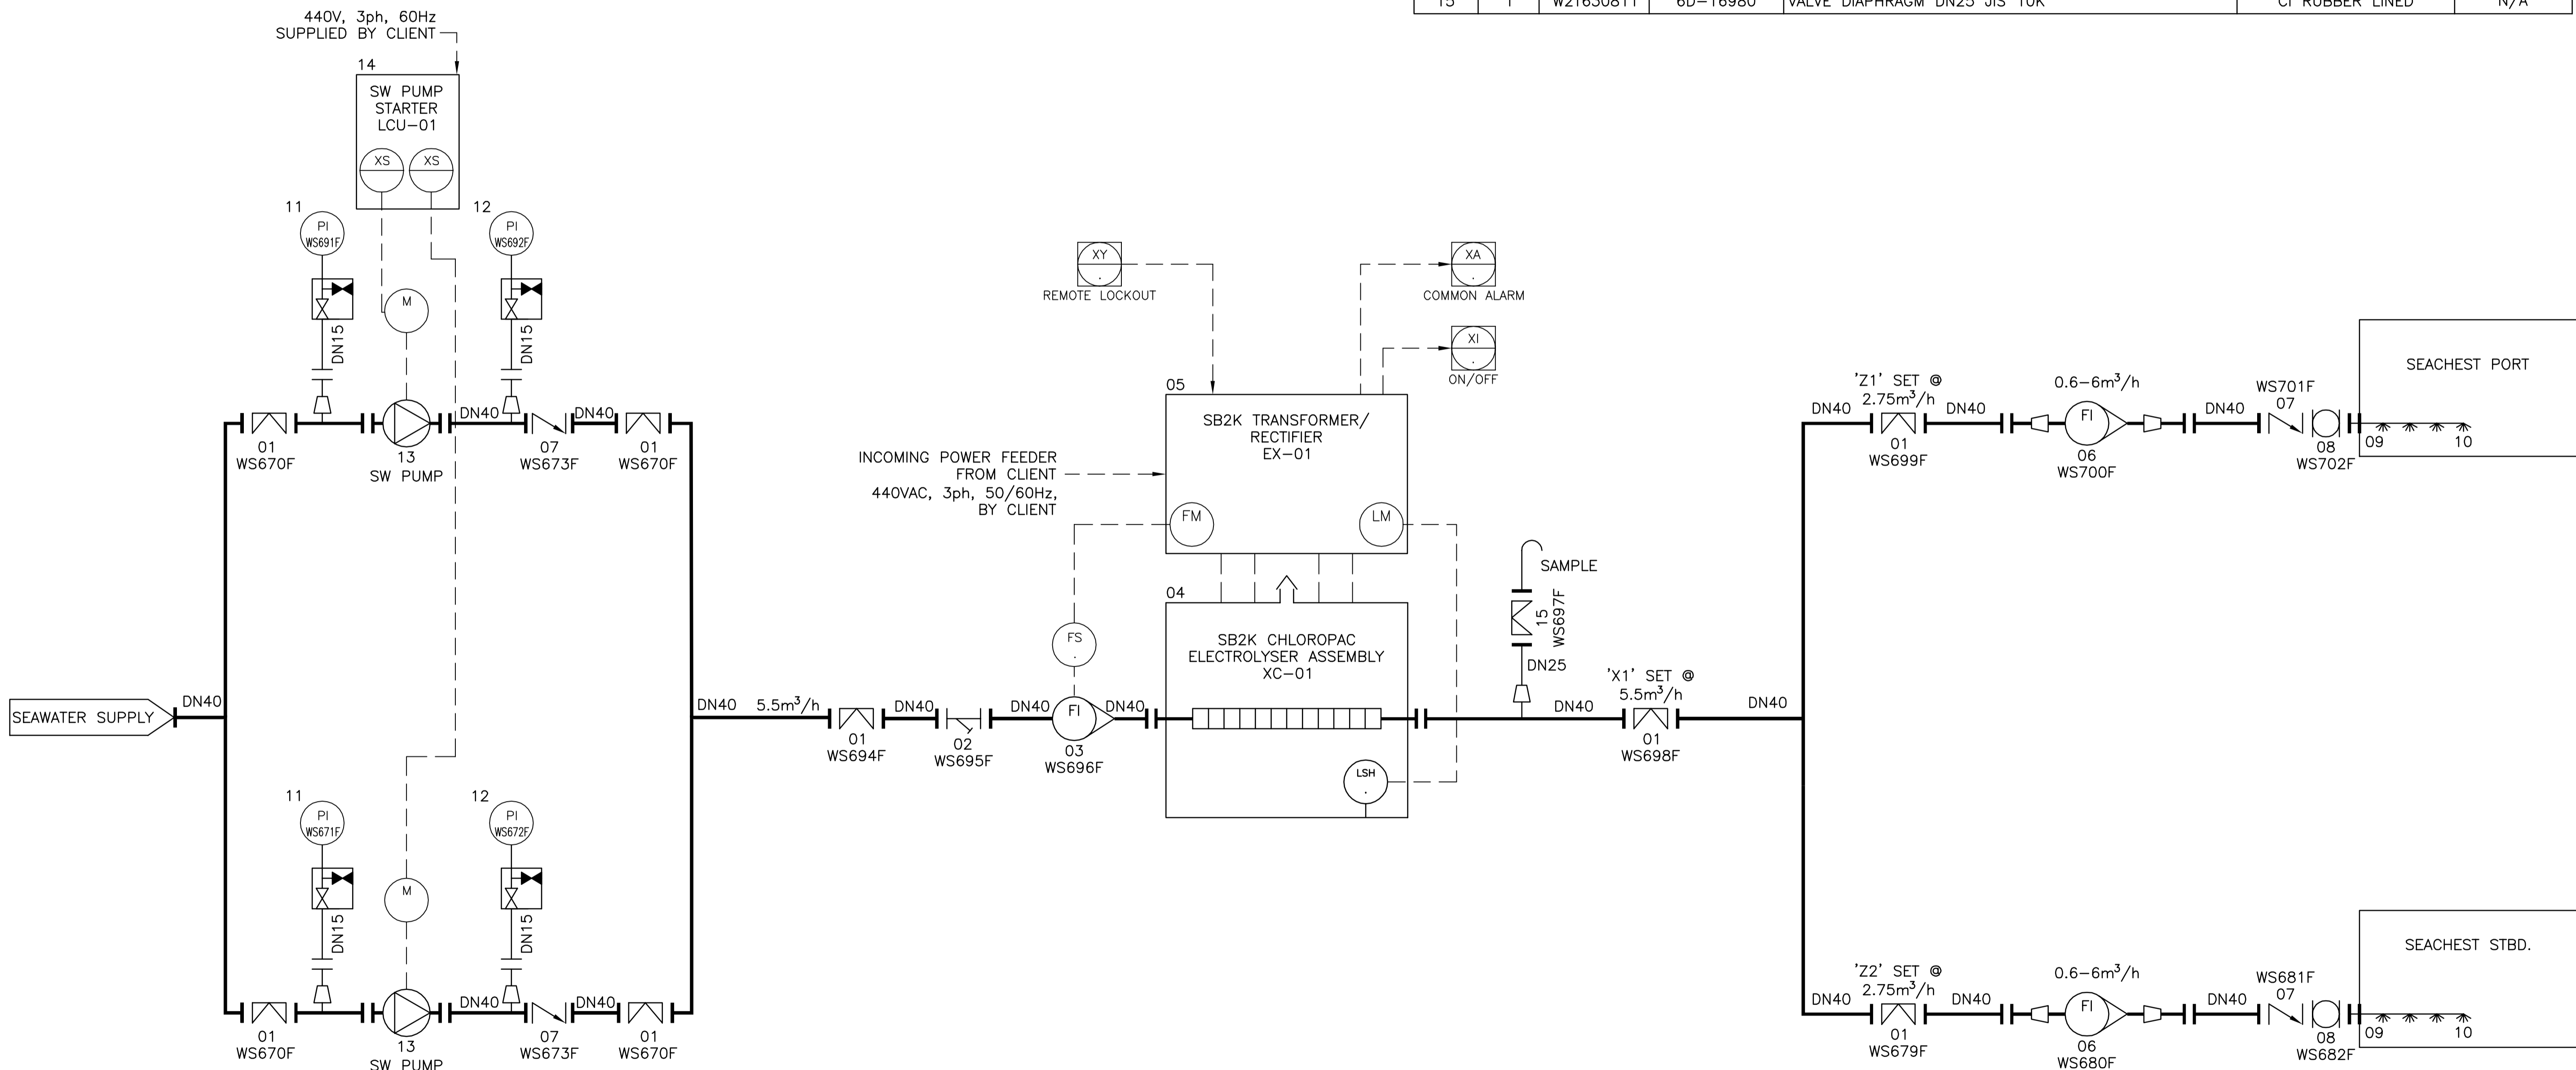 15 1 W21630811 6D-16980 VALVE DIAPHRAGM DN25 JIS 10K CI RUBBER LINED N/A
440V, 3ph, 60Hz
SUPPLIED BY CLIENT
14
SW PUMP
STARTER
LCU-01
XS XS
11
PI
WS691F
12
PI
WS692F
DN15
M
DN15
DN40
DN40
01
WS670F
13
SW PUMP
07
WS673F
01
WS670F
SEAWATER SUPPLY
DN40
11
PI
WS671F
12
PI
WS672F
DN15
M
DN15
DN40
DN40
01
WS670F
13
SW PUMP
07
WS673F
01
WS670F
DN40
5.5m³/h
01
WS694F
DN40
02
WS695F
DN40
FS
.
FI
03
WS696F
DN40
XY
.
REMOTE LOCKOUT
XA
.
COMMON ALARM
XI
.
ON/OFF
05
SB2K TRANSFORMER/
RECTIFIER
EX-01
INCOMING POWER FEEDER
FROM CLIENT
440VAC, 3ph, 50/60Hz,
BY CLIENT
FM
LM
04
SB2K CHLOROPAC
ELECTROLYSER ASSEMBLY
XC-01
LSH
.
SAMPLE
15
WS697F
DN25
DN40
'X1' SET @
5.5m³/h
01
WS698F
DN40
'Z1' SET @
2.75m³/h
DN40
01
WS699F
DN40
0.6-6m³/h
FI
06
WS700F
DN40
WS701F
07
08
WS702F
SEACHEST PORT
09
10
'Z2' SET @
2.75m³/h
DN40
01
WS679F
DN40
0.6-6m³/h
FI
06
WS680F
DN40
WS681F
07
08
WS682F
SEACHEST STBD.
09
10